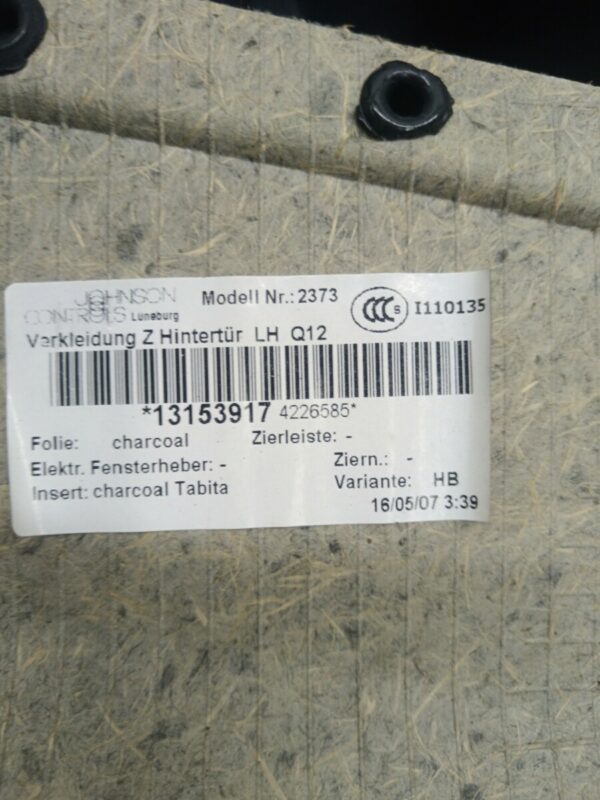 JOHNSON
CONTROLS Lüneburg
Modell Nr.: 2373
CCC S I110135
Verkleidung Z Hintertür LH Q12
*13153917 4226585*
Folie: charcoal Zierleiste: -
Elektr. Fensterheber: - Ziern.: -
Insert: charcoal Tabita Variante: HB
16/05/07 3:39